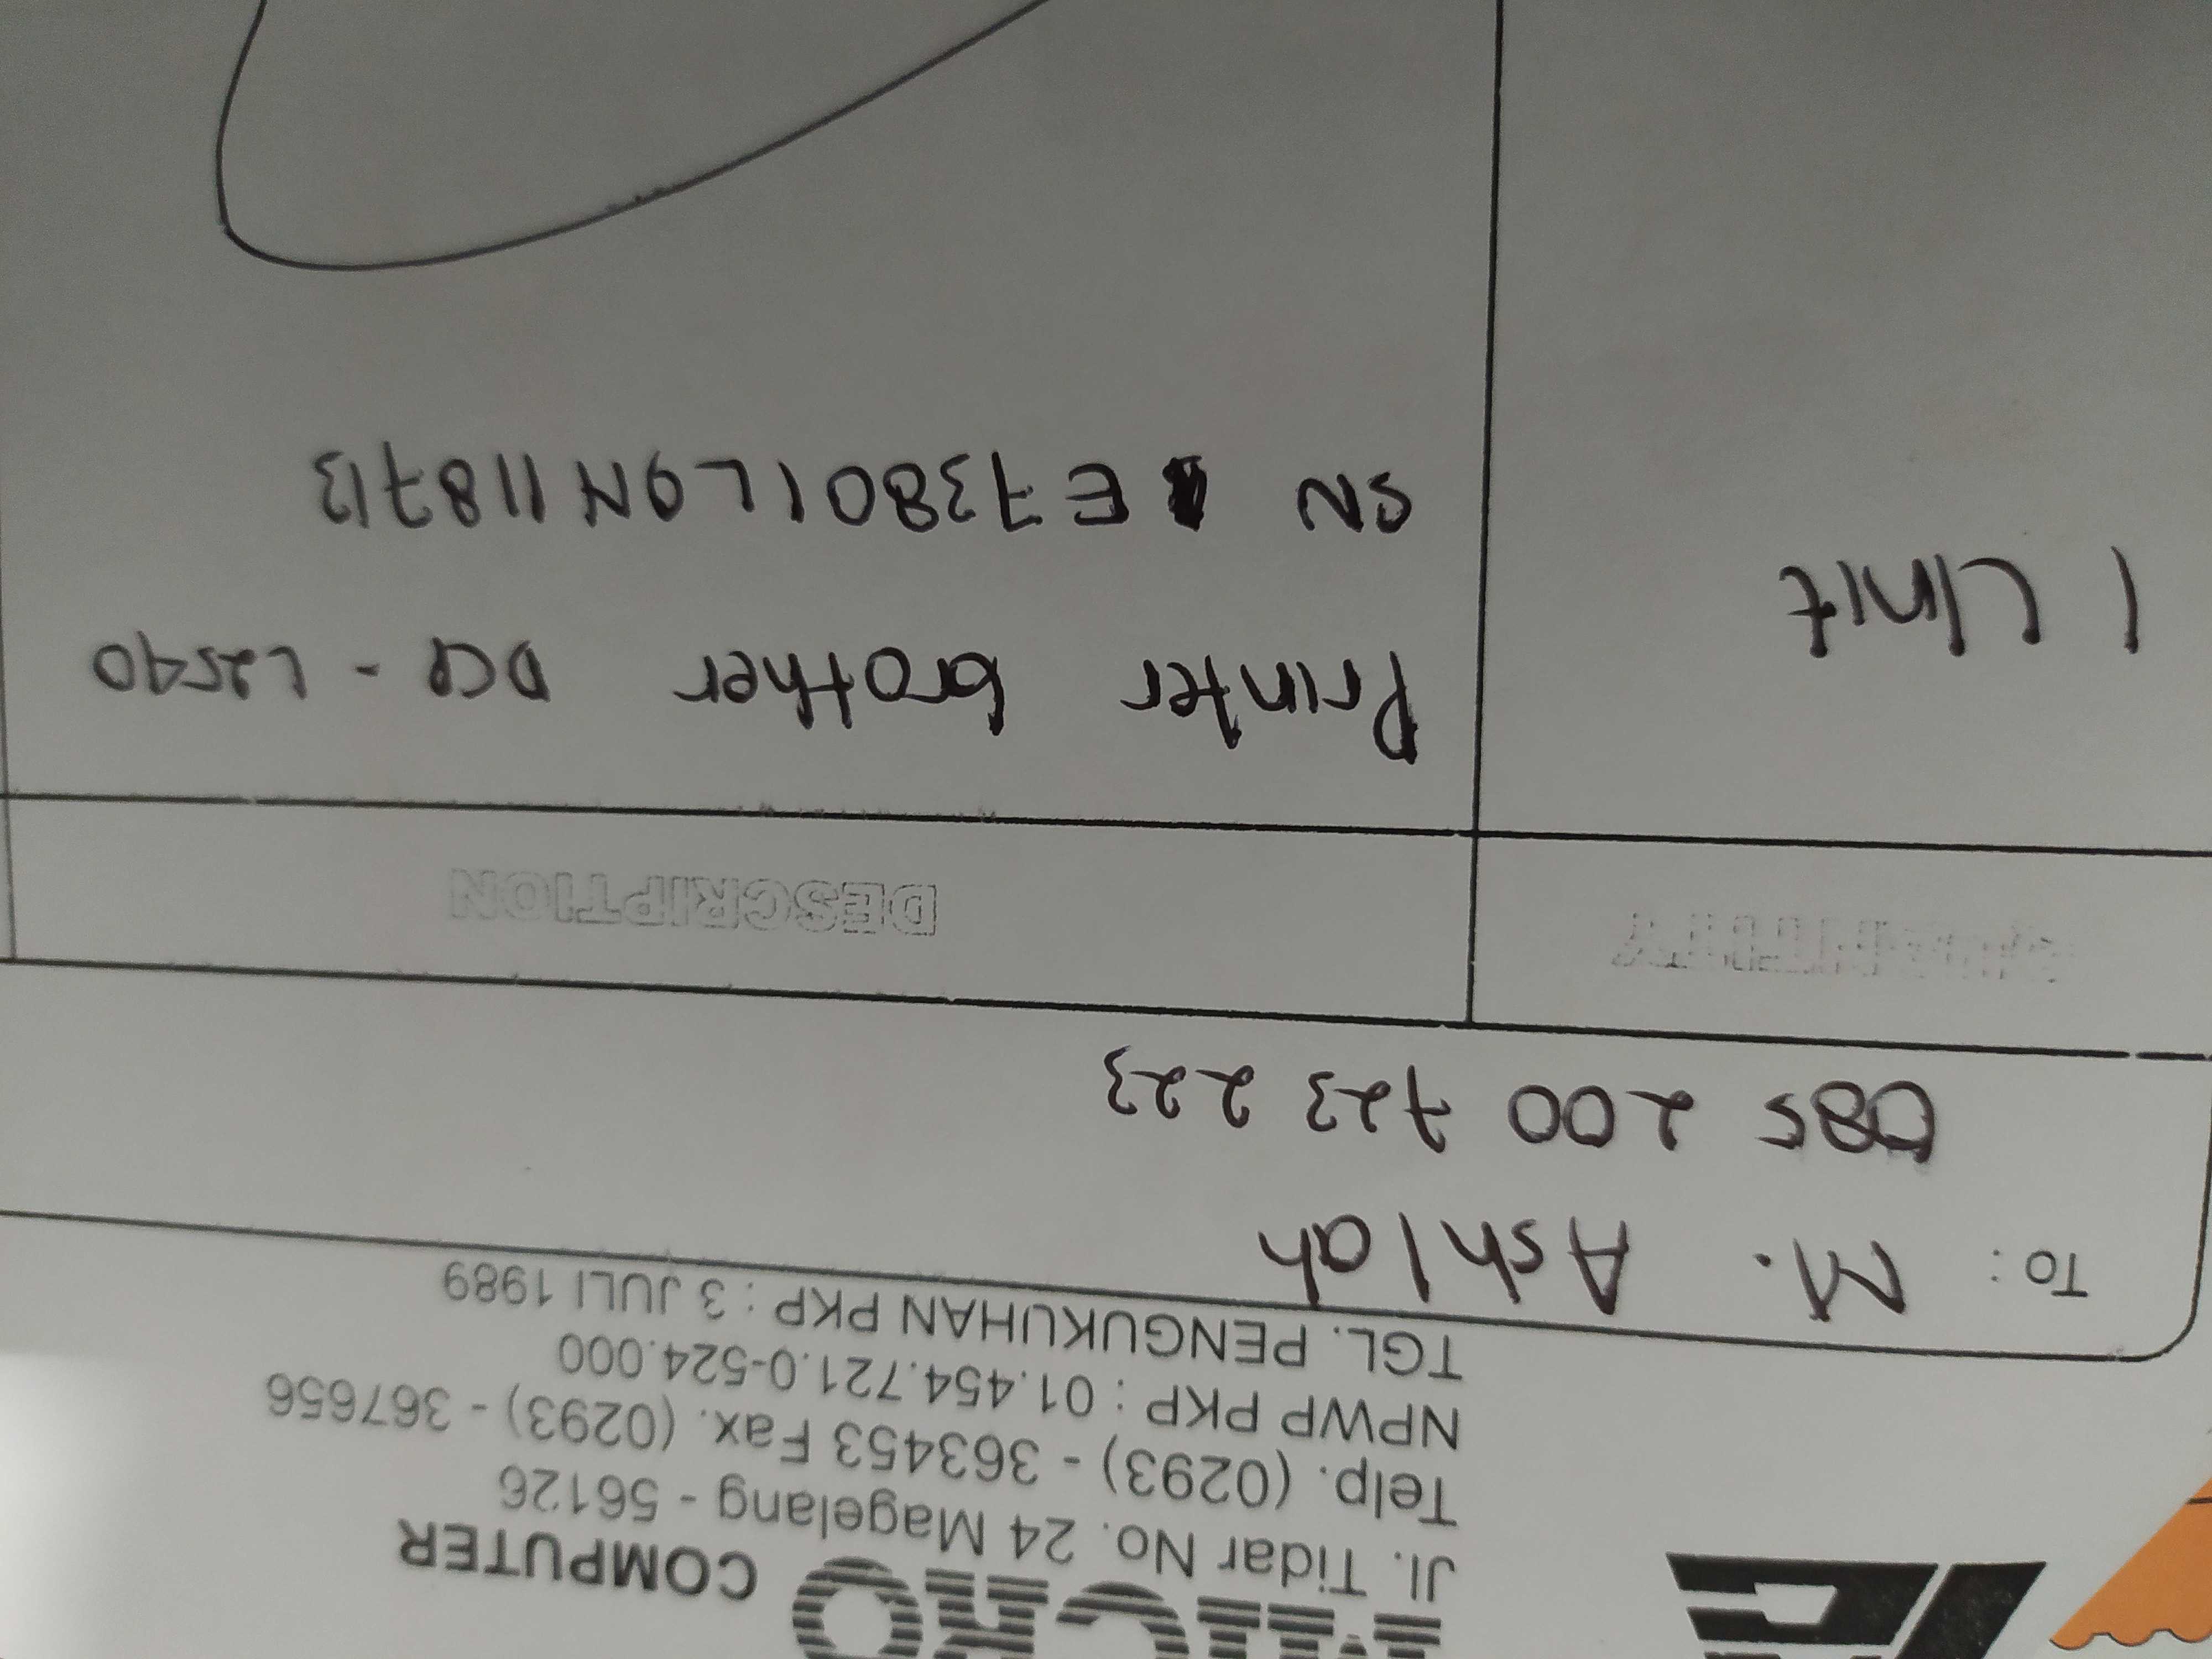 MICRO COMPUTER
Jl. Tidar No. 24 Magelang - 56126
Telp. (0293) - 363453 Fax. (0293) - 367656
NPWP PKP : 01.454.721.0-524.000
TGL. PENGUKUHAN PKP : 3 JULI 1989
TO : M. Ashlah
085 200 723 223
QUANTITY DESCRIPTION
1 Unit Printer brother DCP - L2540
SN E73801L9N118713